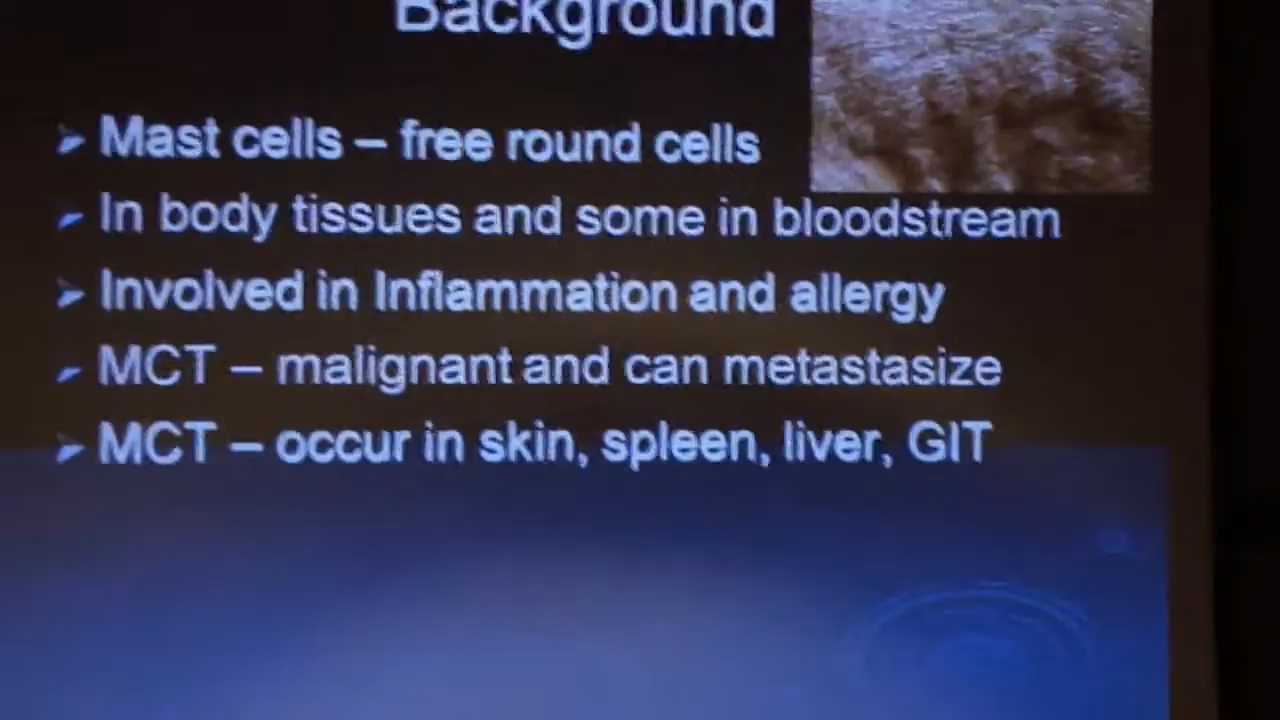 Background
Mast cells – free round cells
In body tissues and some in bloodstream
Involved in Inflammation and allergy
MCT – malignant and can metastasize
MCT – occur in skin, spleen, liver, GIT